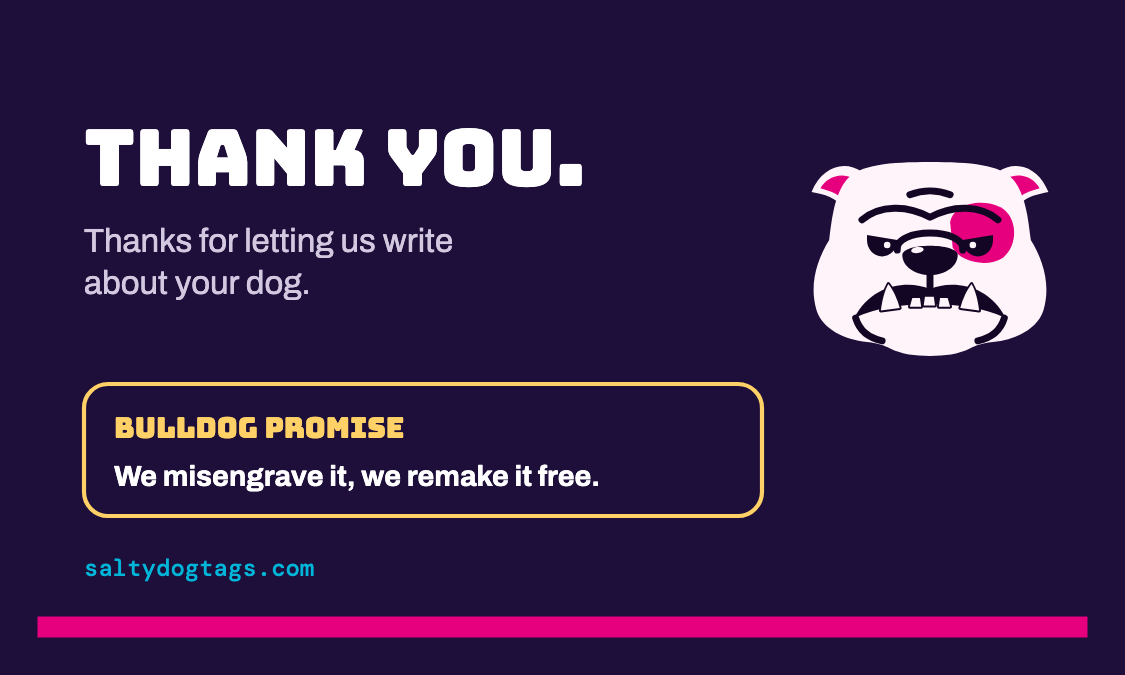 THANK YOU.
Thanks for letting us write
about your dog.
BULLDOG PROMISE
We misengrave it, we remake it free.
saltydogtags.com